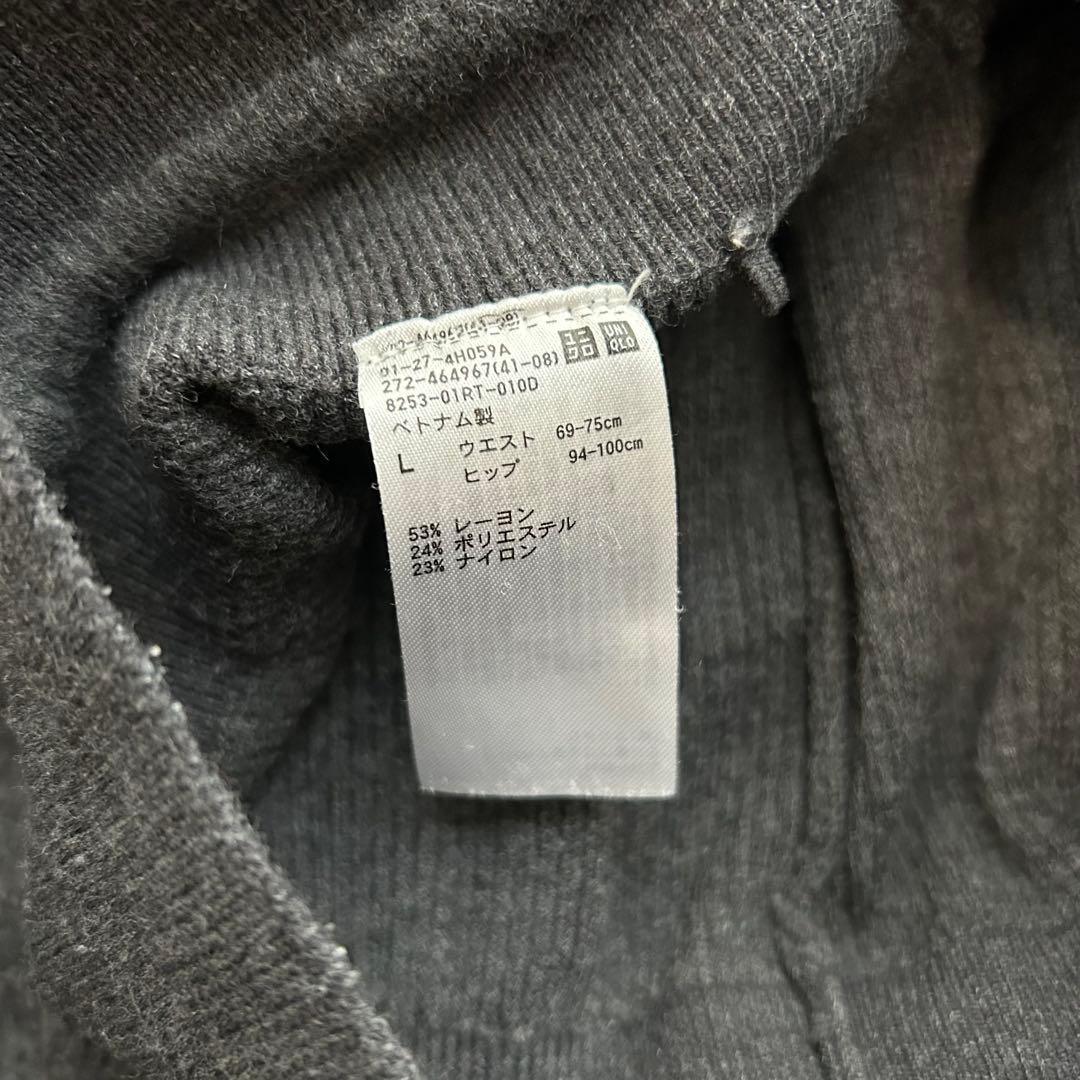 ユニクロ UNIQLO
01-27-4H059A
272-464967(41-08)
8253-01RT-010D
ベトナム製
L ウエスト 69-75cm
ヒップ 94-100cm
53% レーヨン
24% ポリエステル
23% ナイロン